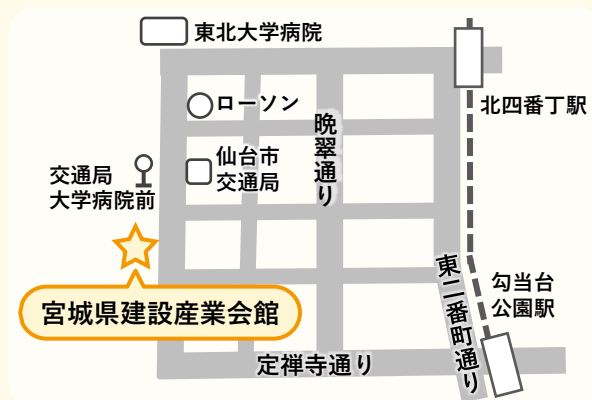 東北大学病院
北四番丁駅
ローソン
晩翠通り
仙台市
交通局
交通局
大学病院前
宮城県建設産業会館
東二番町通り
勾当台
公園駅
定禅寺通り